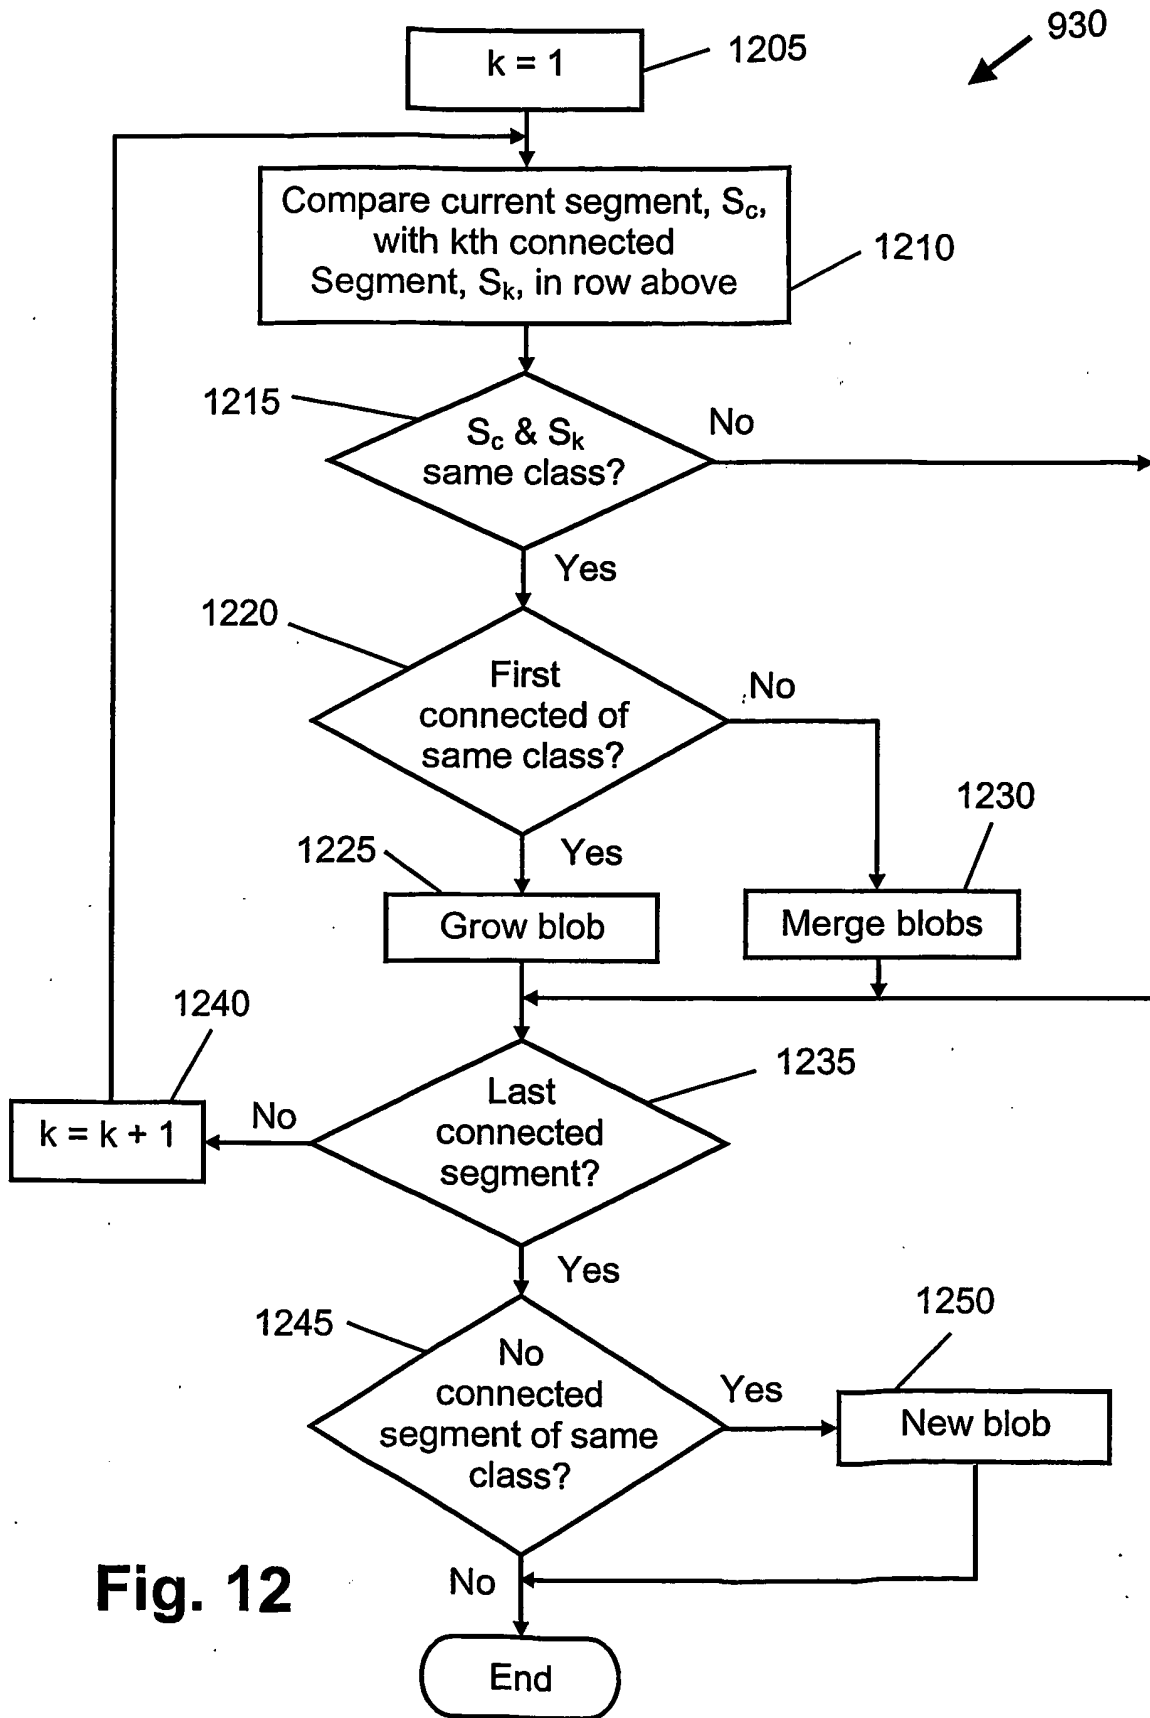 930
k = 1
1205
Compare current segment, Sc,
with kth connected
Segment, Sk, in row above
1210
1215
Sc & Sk
same class?
No
Yes
1220
First
connected of
same class?
No
1230
1225
Yes
Grow blob
Merge blobs
1240
1235
Last
connected
segment?
No
k = k + 1
Yes
1245
1250
No
connected
segment of same
class?
Yes
New blob
No
Fig. 12
End